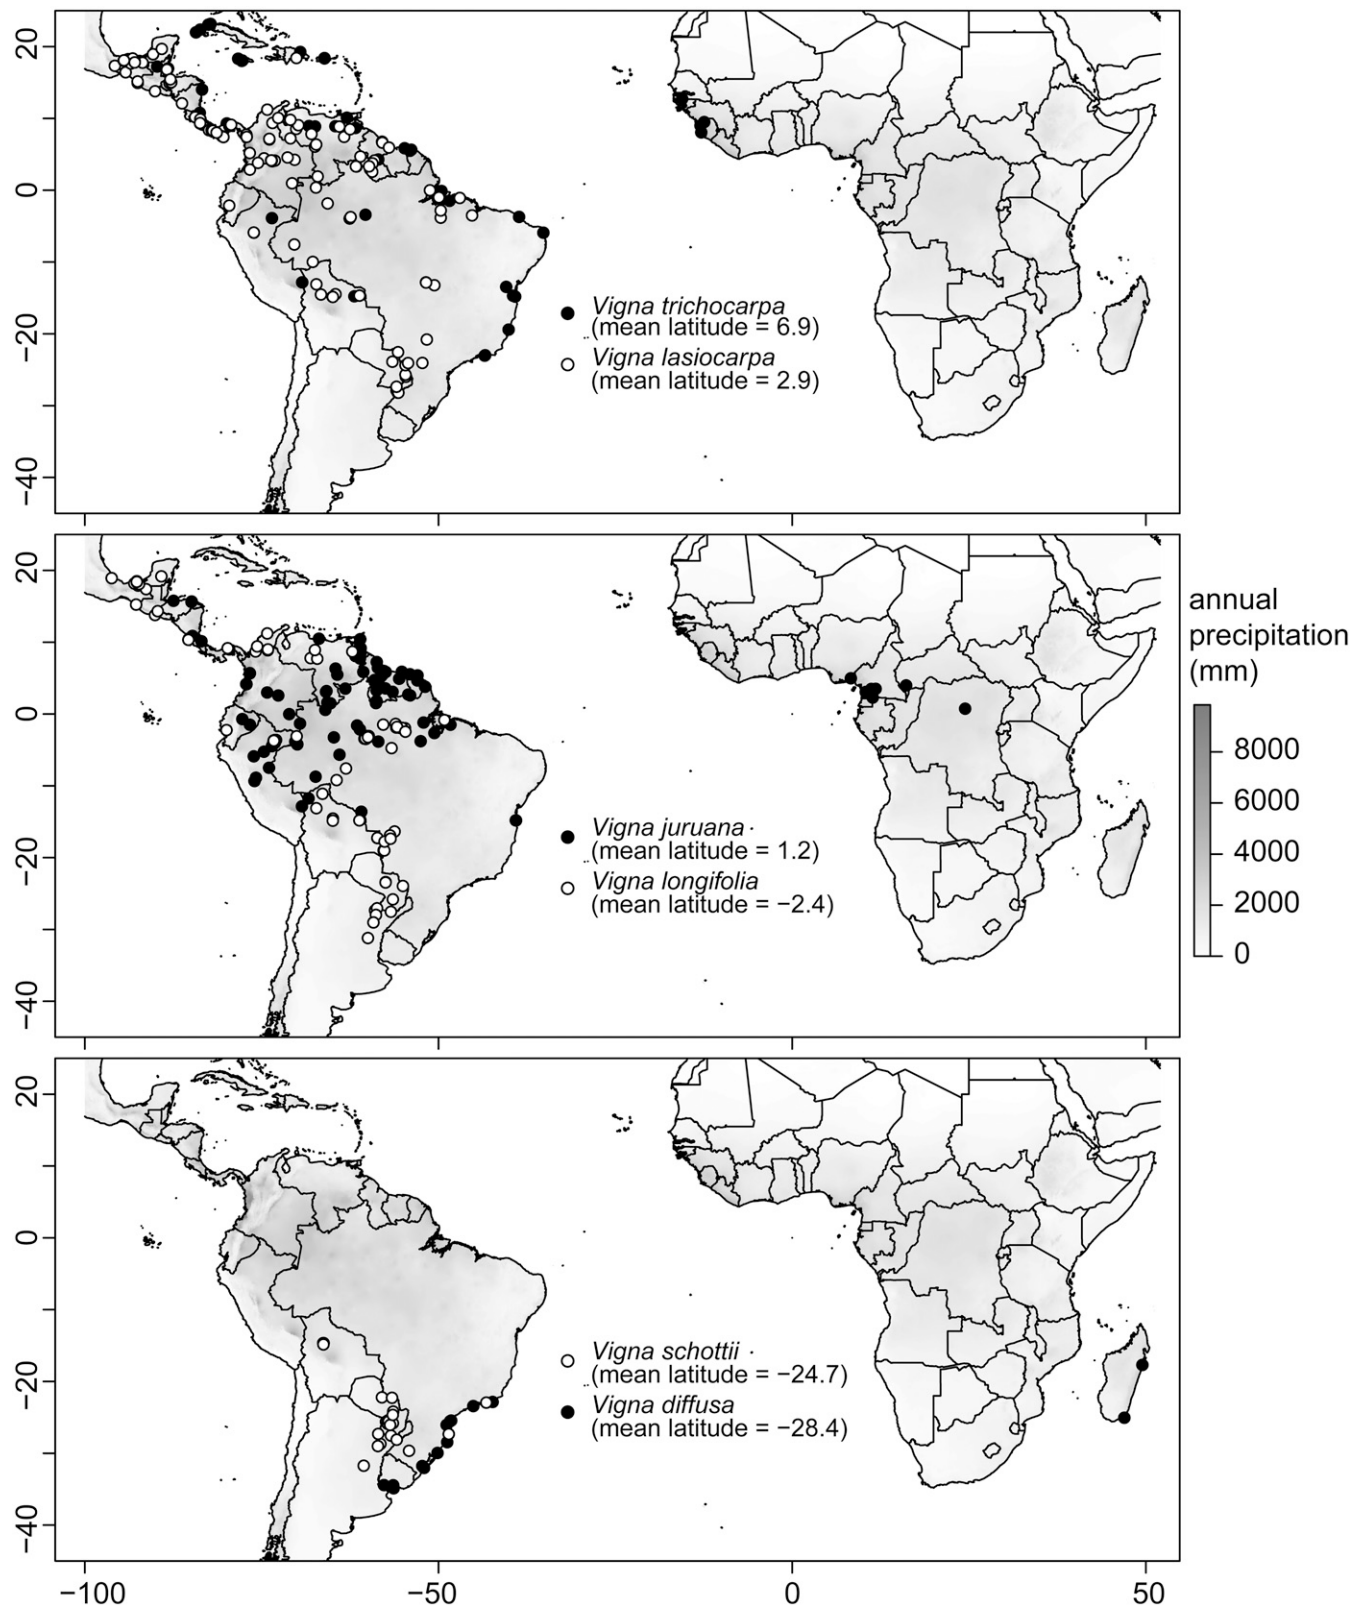 20
0
−20
−40
Vigna trichocarpa
(mean latitude = 6.9)
Vigna lasiocarpa
(mean latitude = 2.9)
20
0
−20
−40
Vigna juruana
(mean latitude = 1.2)
Vigna longifolia
(mean latitude = −2.4)
annual
precipitation
(mm)
8000
6000
4000
2000
0
20
0
−20
−40
Vigna schottii
(mean latitude = −24.7)
Vigna diffusa
(mean latitude = −28.4)
−100
−50
0
50